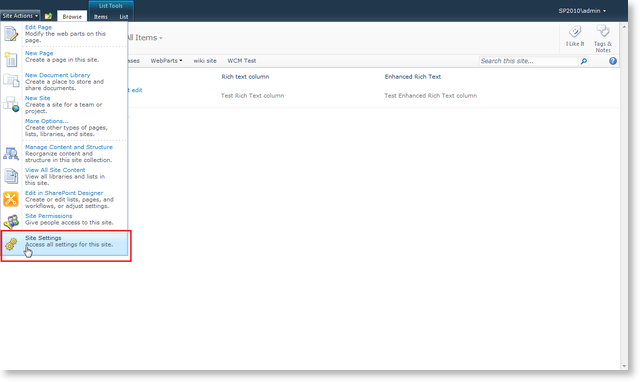 Site Actions
Browse
List Tools
Items
List
SP2010\admin
Edit Page
Modify the web parts on this
page.
New Page
Create a page in this site.
New Document Library
Create a place to store and
share documents.
New Site
Create a site for a team or
project.
More Options...
Create other types of pages,
lists, libraries, and sites.
Manage Content and Structure
Reorganize content and
structure in this site collection.
View All Site Content
View all libraries and lists in
this site.
Edit in SharePoint Designer
Create or edit lists, pages, and
workflows, or adjust settings.
Site Permissions
Give people access to this site.
Site Settings
Access all settings for this site.
All Items
I Like It
Tags &
Notes
WebParts
wiki site
WCM Test
Search this site...
Rich text column
Enhanced Rich Text
edit
Test Rich Text column
Test Enhanced Rich Text column